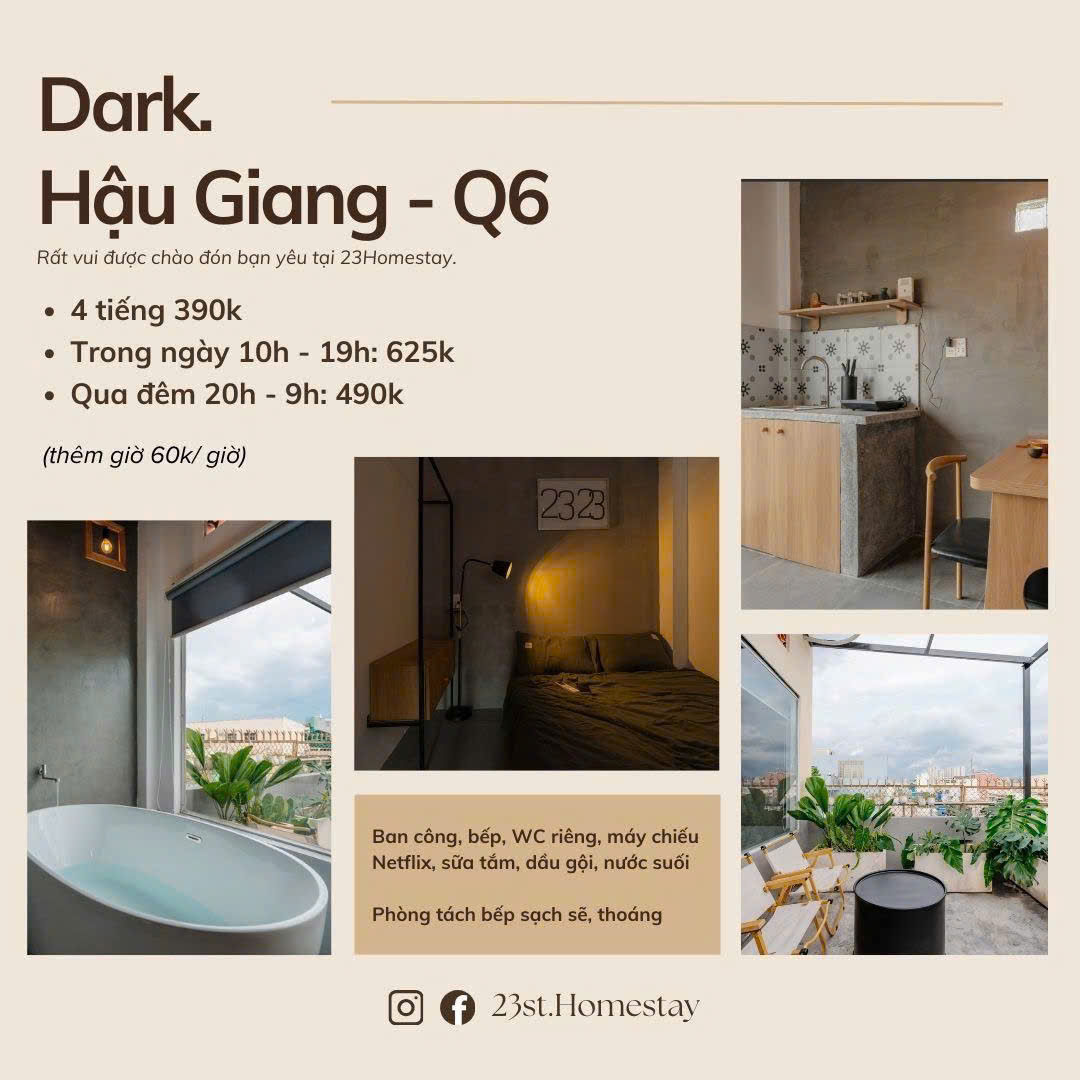 Dark.
Hậu Giang - Q6
Rất vui được chào đón bạn yêu tại 23Homestay.
• 4 tiếng 390k
• Trong ngày 10h - 19h: 625k
• Qua đêm 20h - 9h: 490k
(thêm giờ 60k/ giờ)
2323
Ban công, bếp, WC riêng, máy chiếu
Netflix, sữa tắm, dầu gội, nước suối
Phòng tách bếp sạch sẽ, thoáng
23st.Homestay